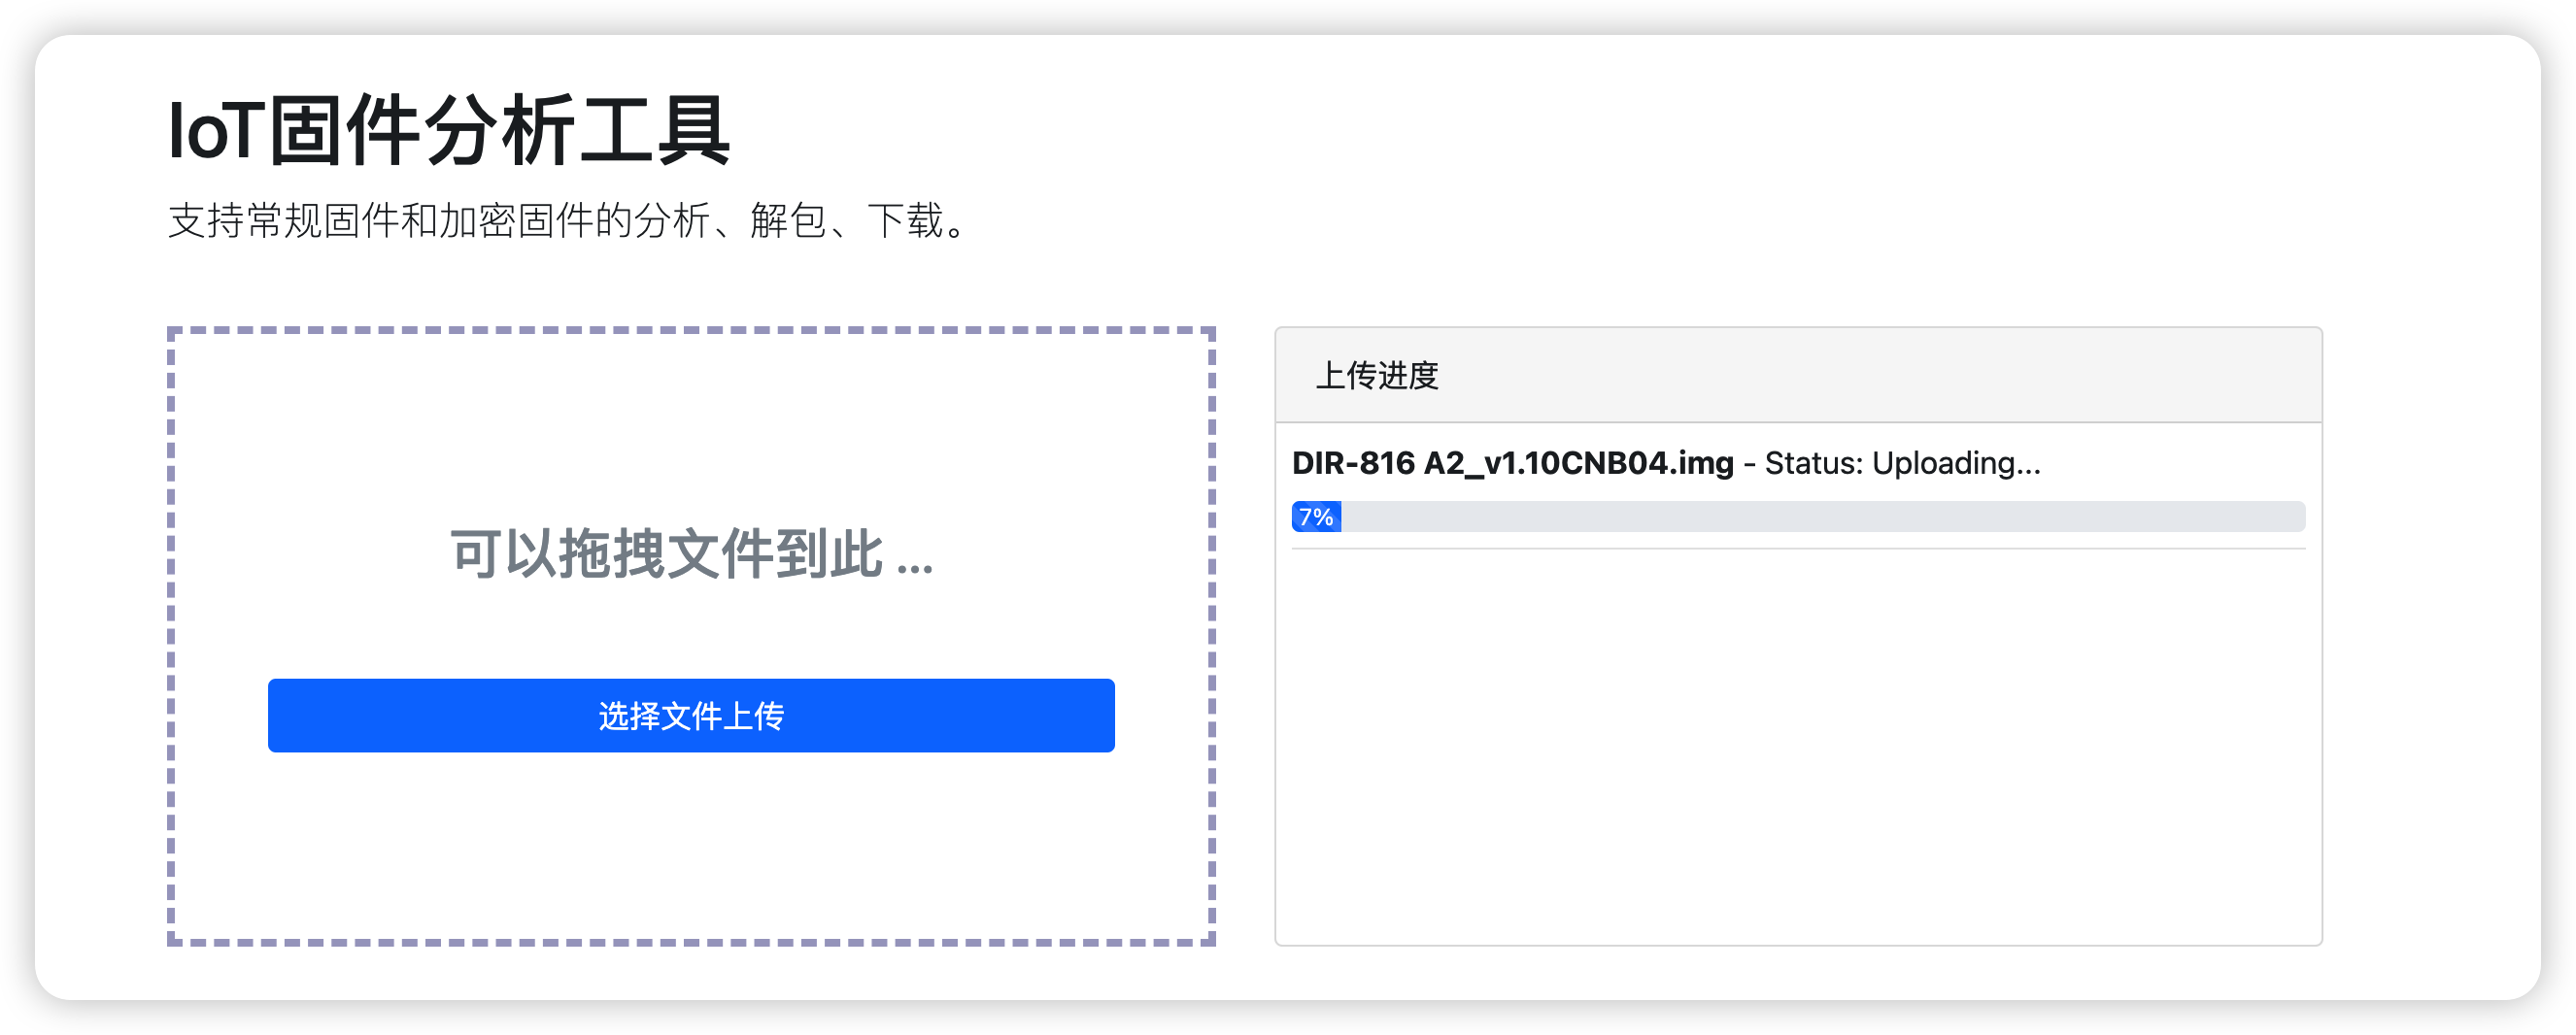 IoT固件分析工具
支持常规固件和加密固件的分析、解包、下载。
可以拖拽文件到此 ...
选择文件上传
上传进度
DIR-816 A2_v1.10CNB04.img - Status: Uploading...
7%